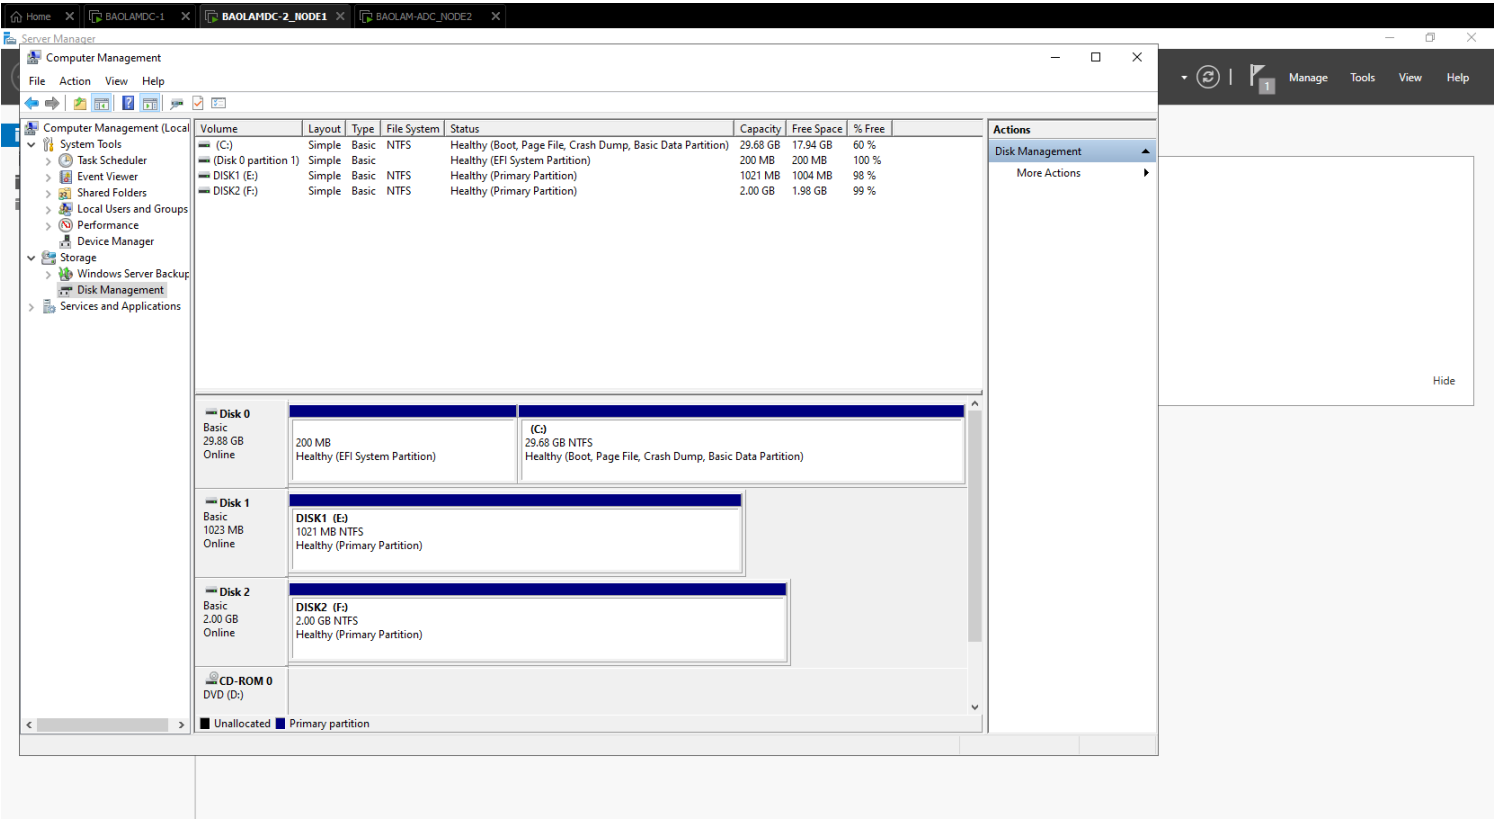 Home BAOLAMDC-1 BAOLAMDC-2_NODE1 BAOLAM-ADC_NODE2
Server Manager
Computer Management
File Action View Help
Manage Tools View Help
1
Computer Management (Local
System Tools
Task Scheduler
Event Viewer
Shared Folders
Local Users and Groups
Performance
Device Manager
Storage
Windows Server Backup
Disk Management
Services and Applications
Volume Layout Type File System Status Capacity Free Space % Free
(C:) Simple Basic NTFS Healthy (Boot, Page File, Crash Dump, Basic Data Partition) 29.68 GB 17.94 GB 60 %
(Disk 0 partition 1) Simple Basic Healthy (EFI System Partition) 200 MB 200 MB 100 %
DISK1 (E:) Simple Basic NTFS Healthy (Primary Partition) 1021 MB 1004 MB 98 %
DISK2 (F:) Simple Basic NTFS Healthy (Primary Partition) 2.00 GB 1.98 GB 99 %
Actions
Disk Management
More Actions
Hide
Disk 0
Basic
29.88 GB
Online
200 MB
Healthy (EFI System Partition)
(C:)
29.68 GB NTFS
Healthy (Boot, Page File, Crash Dump, Basic Data Partition)
Disk 1
Basic
1023 MB
Online
DISK1 (E:)
1021 MB NTFS
Healthy (Primary Partition)
Disk 2
Basic
2.00 GB
Online
DISK2 (F:)
2.00 GB NTFS
Healthy (Primary Partition)
CD-ROM 0
DVD (D:)
Unallocated Primary partition